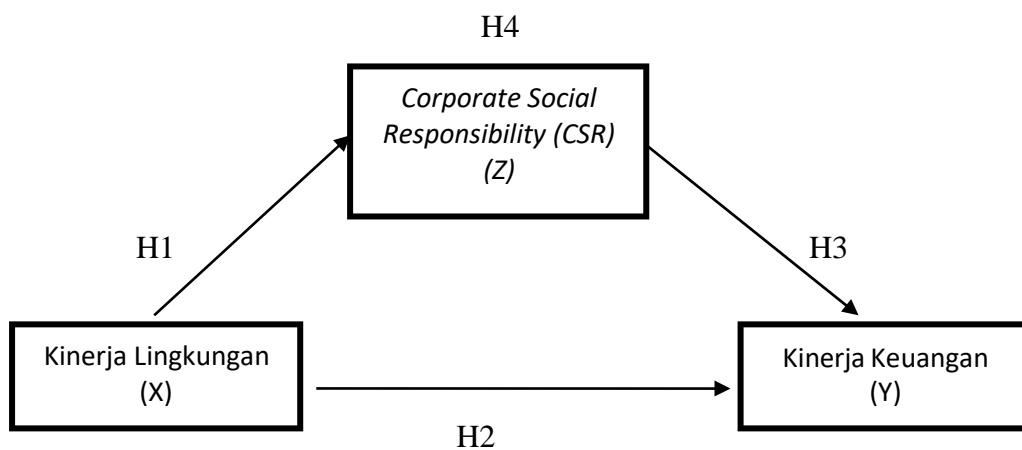 H4
Corporate Social
Responsibility (CSR)
(Z)
H1
H3
Kinerja Lingkungan
(X)
Kinerja Keuangan
(Y)
H2